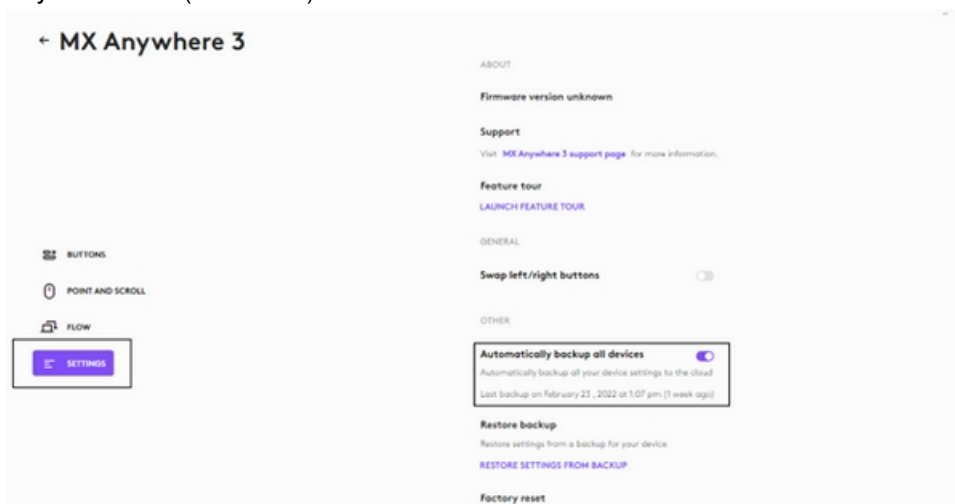 ← MX Anywhere 3
ABOUT
Firmware version unknown
Support
Visit MX Anywhere 3 support page for more information.
Feature tour
LAUNCH FEATURE TOUR
GENERAL
BUTTONS
Swap left/right buttons
POINT AND SCROLL
OTHER
FLOW
SETTINGS
Automatically backup all devices
Automatically backup all your device settings to the cloud
Last backup on February 23 , 2022 at 1:07 pm (1 week ago)
Restore backup
Restore settings from a backup for your device
RESTORE SETTINGS FROM BACKUP
Factory reset